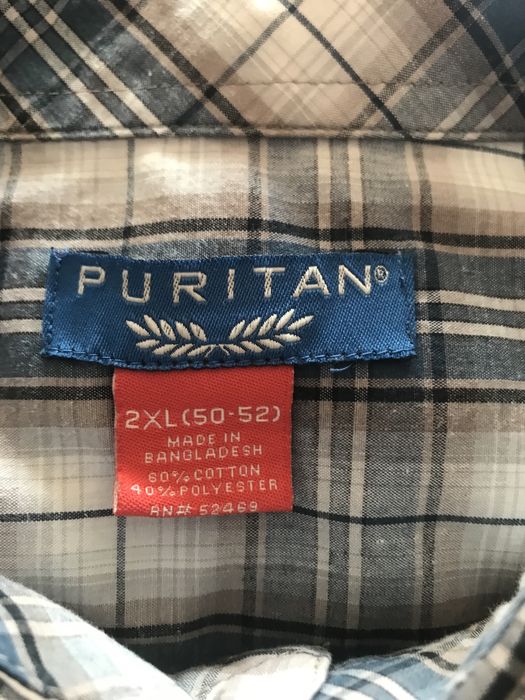 PURITAN®
2XL(50-52)
MADE IN
BANGLADESH
60% COTTON
40% POLYESTER
RN# 52469